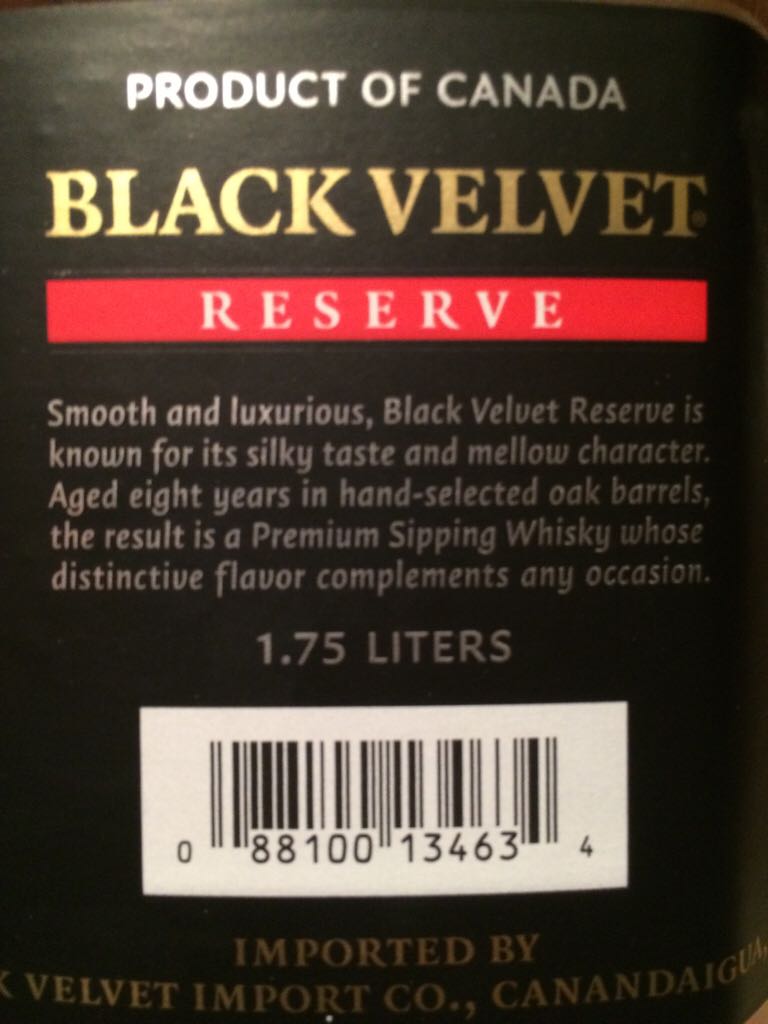 PRODUCT OF CANADA
BLACK VELVET®
RESERVE
Smooth and luxurious, Black Velvet Reserve is
known for its silky taste and mellow character.
Aged eight years in hand-selected oak barrels,
the result is a Premium Sipping Whisky whose
distinctive flavor complements any occasion.
1.75 LITERS
0 88100 13463 4
IMPORTED BY
K VELVET IMPORT CO., CANANDAIGUA,